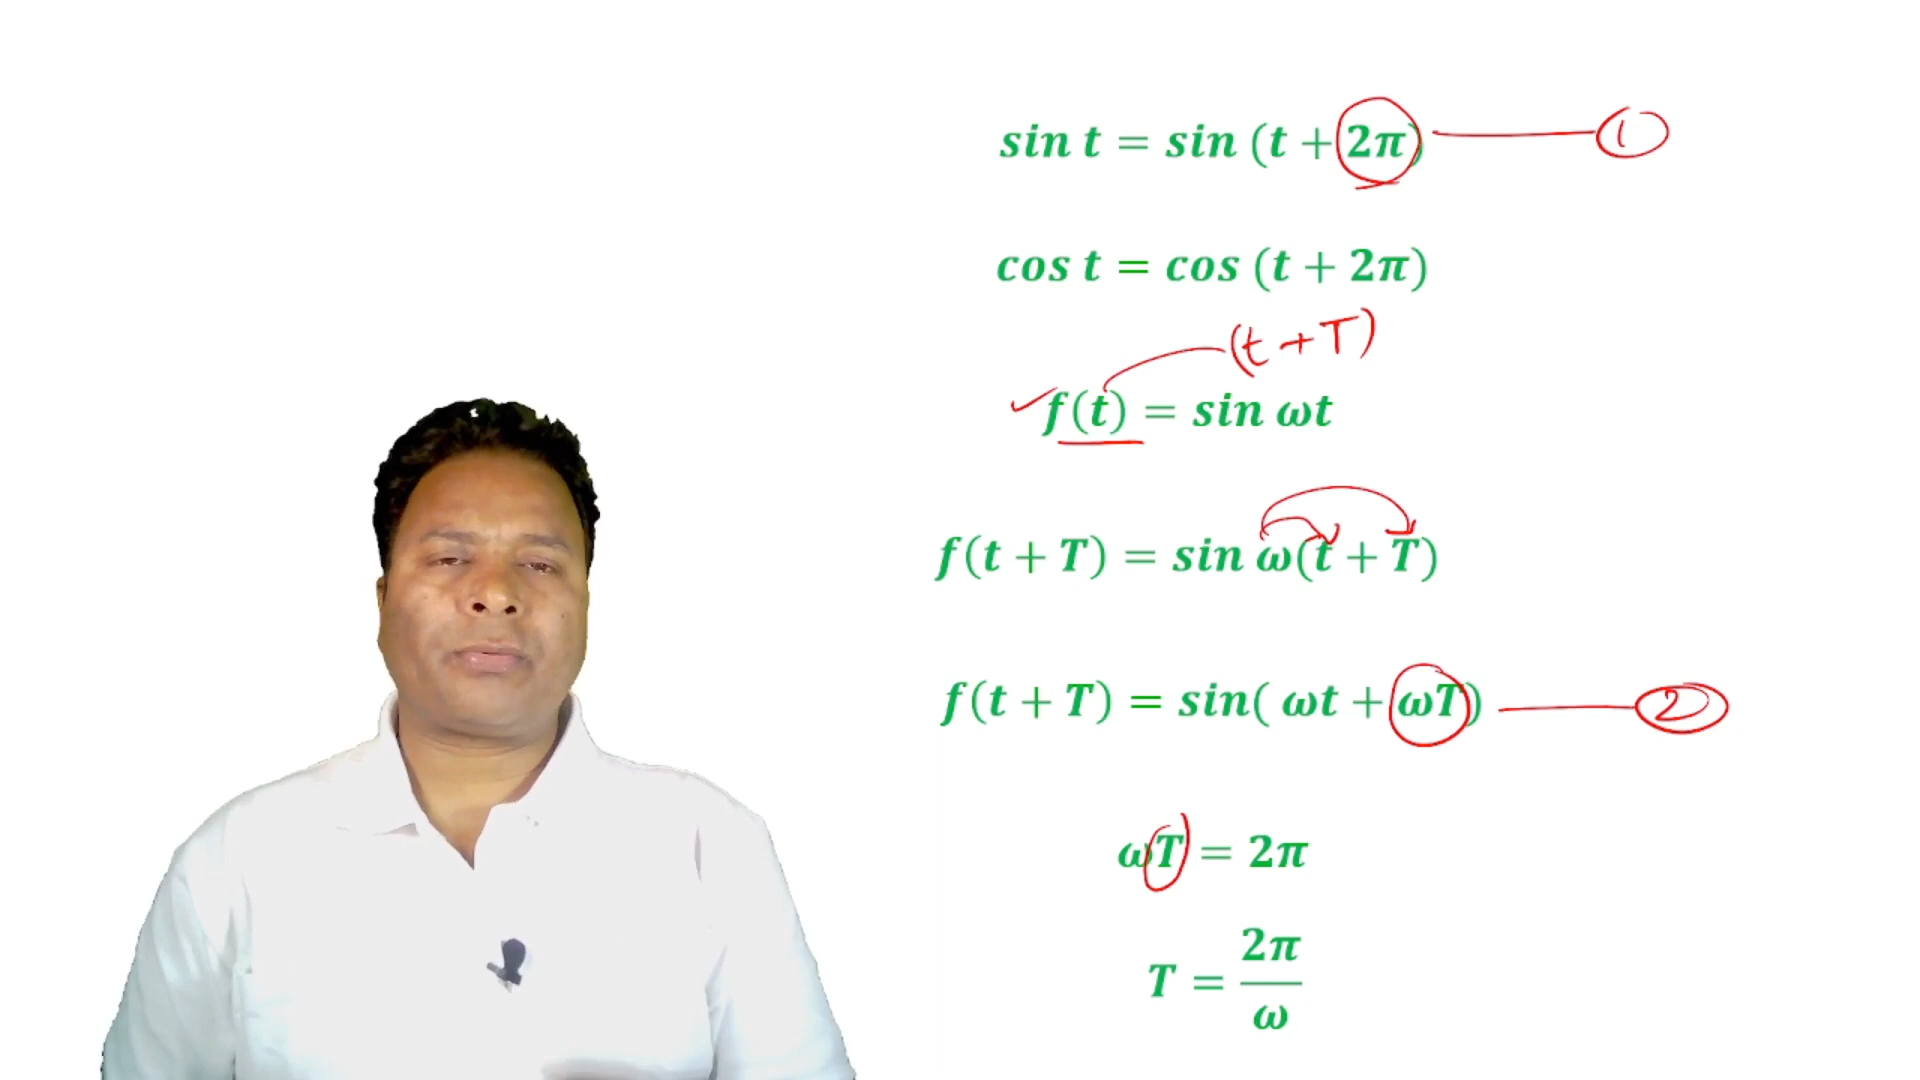 sin t = sin (t + 2π) ① 
cos t = cos (t + 2π)
(t + T)
✓ f(t) = sin ωt
f(t + T) = sin ω(t + T)
f(t + T) = sin( ωt + ωT) ②
ωT = 2π
T = 2π/ω